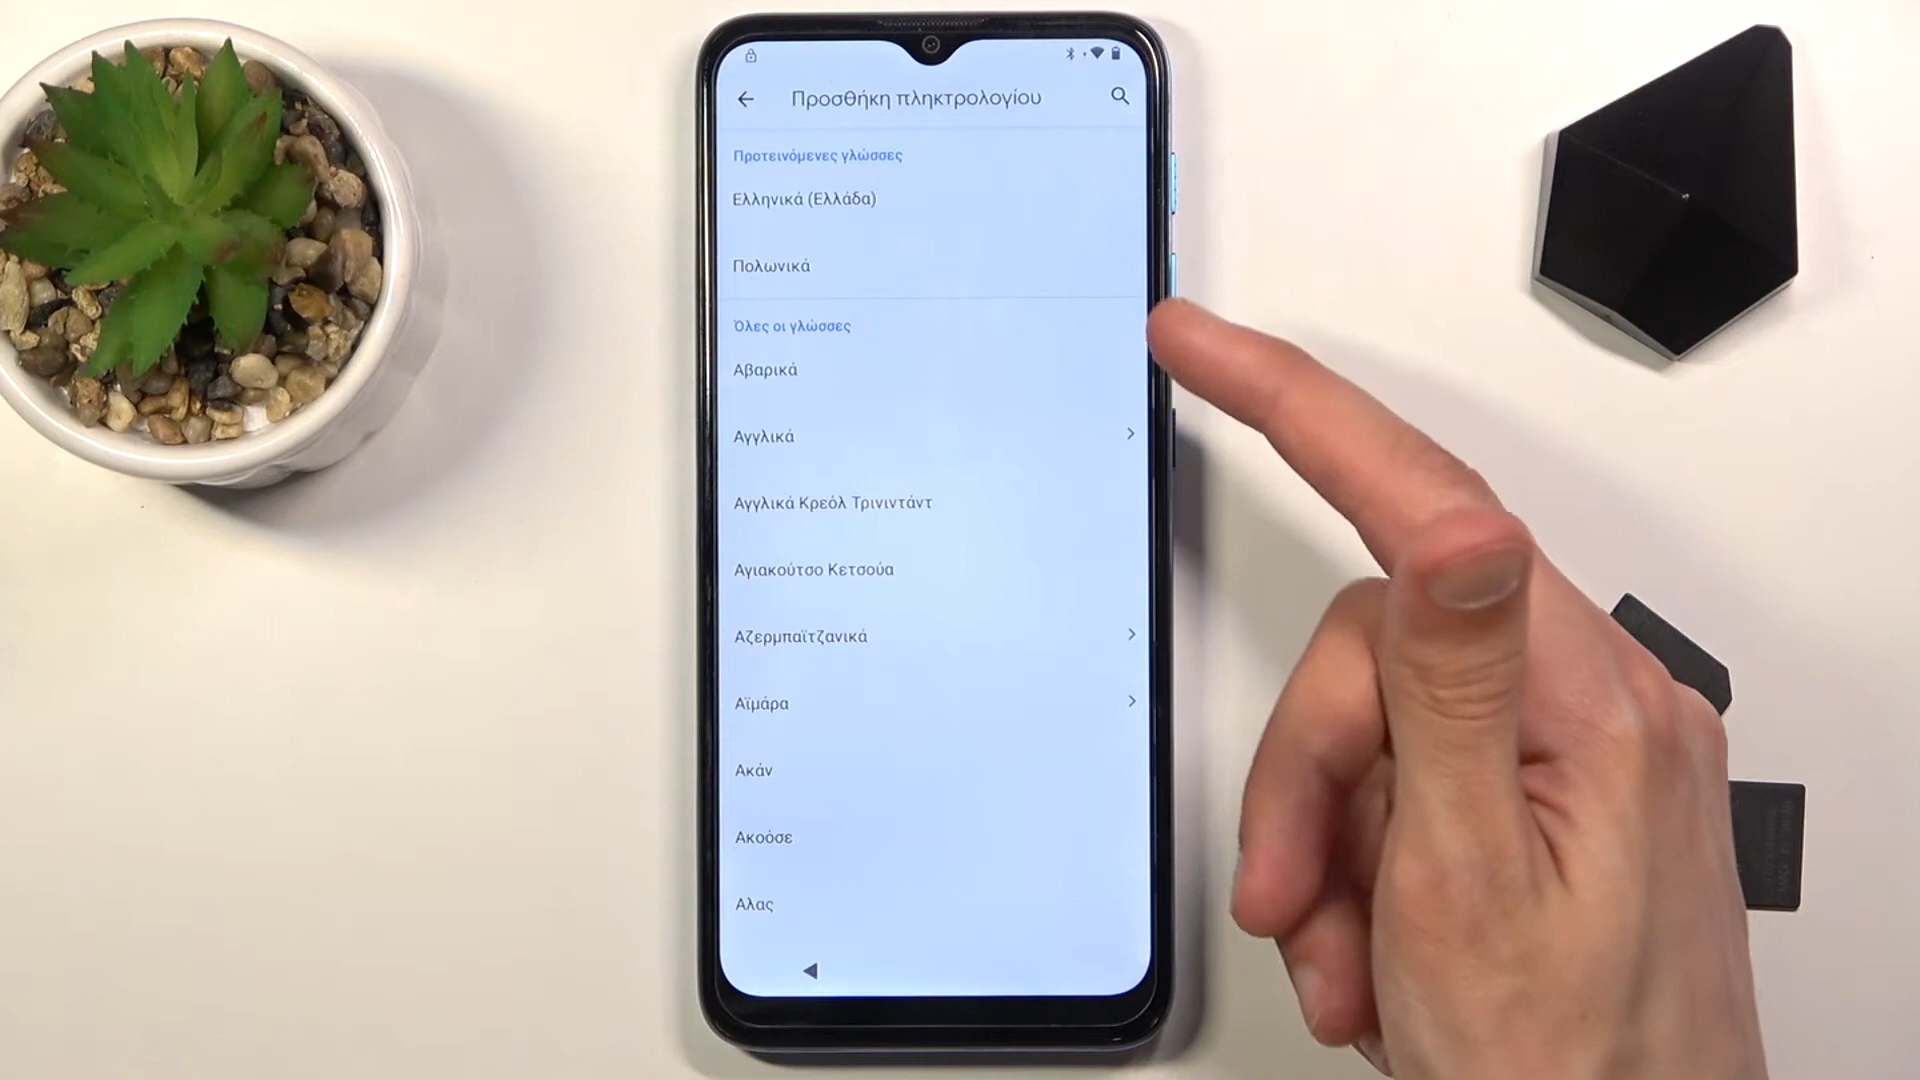 Προσθήκη πληκτρολογίου
Προτεινόμενες γλώσσες
Ελληνικά (Ελλάδα)
Πολωνικά
Όλες οι γλώσσες
Αβαρικά
Αγγλικά
Αγγλικά Κρεόλ Τρινιντάντ
Αγιακούτσο Κετσούα
Αζερμπαϊτζανικά
Αϊμάρα
Ακάν
Ακοόσε
Αλας